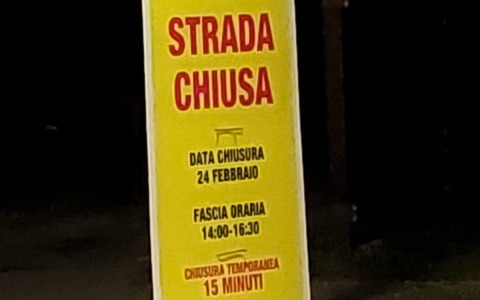 STRADA
CHIUSA
DATA CHIUSURA
24 FEBBRAIO
FASCIA ORARIA
14:00-16:30
CHIUSURA TEMPORANEA
15 MINUTI